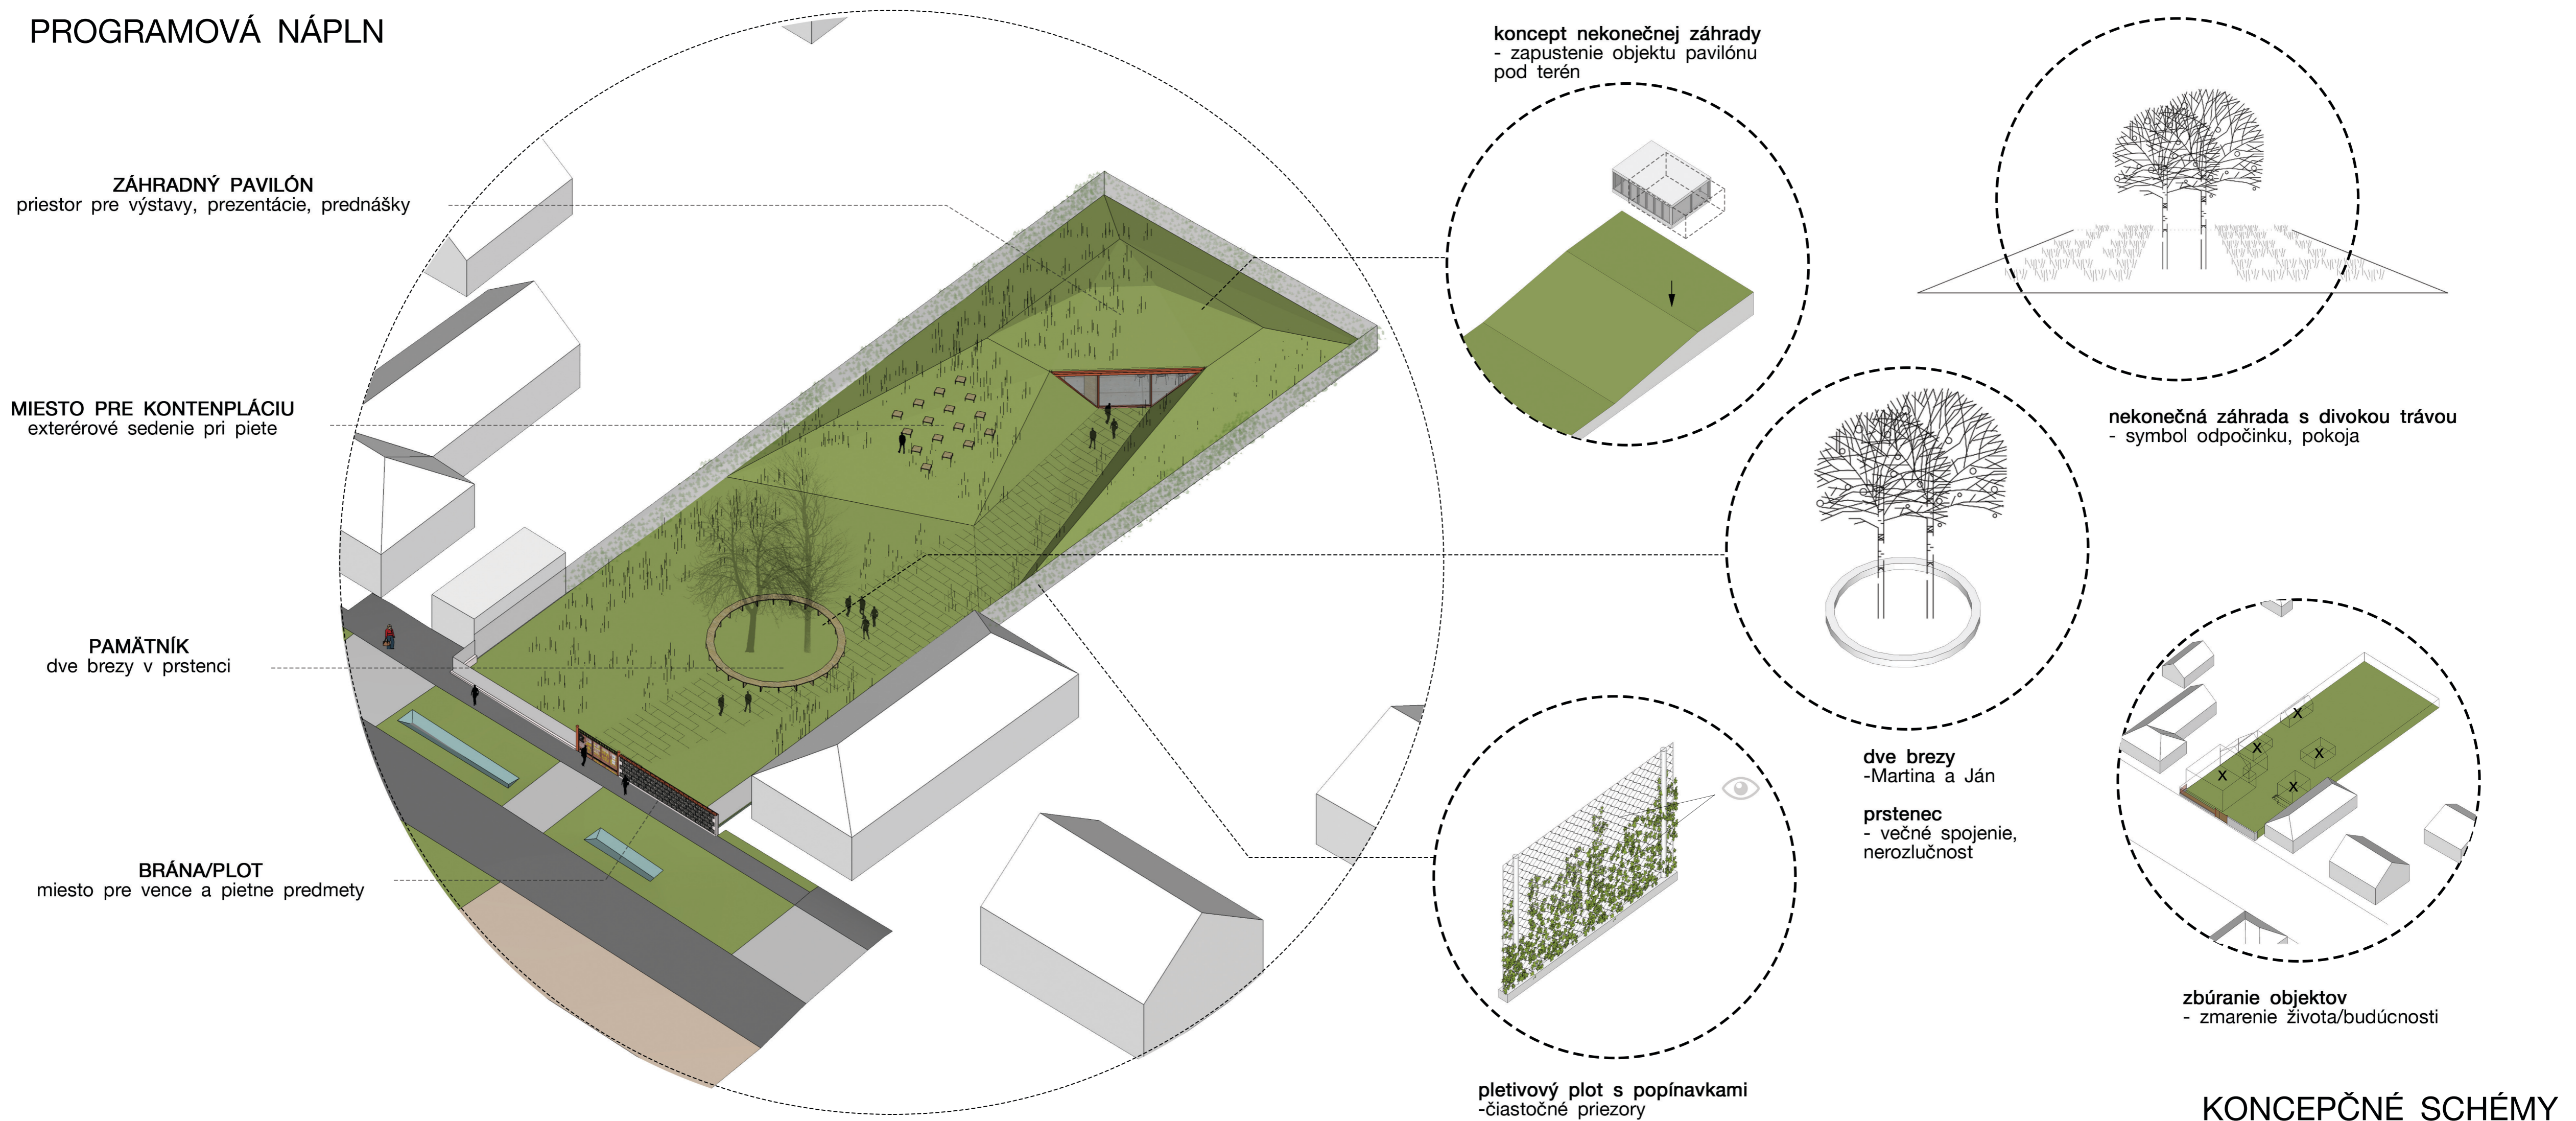 PROGRAMOVÁ NÁPLN
ZÁHRADNÝ PAVILÓN
priestor pre výstavy, prezentácie, prednášky
MIESTO PRE KONTENPLÁCIU
exterérové sedenie pri piete
PAMÄTNÍK
dve brezy v prstenci
BRÁNA/PLOT
miesto pre vence a pietne predmety
koncept nekonečnej záhrady
- zapustenie objektu pavilónu
pod terén
nekonečná záhrada s divokou trávou
- symbol odpočinku, pokoja
dve brezy
-Martina a Ján
prstenec
- večné spojenie,
nerozlučnost
pletivový plot s popínavkami
-čiastočné priezory
X
X
X
X
X
zbúranie objektov
- zmarenie života/budúcnosti
KONCEPČNÉ SCHÉMY